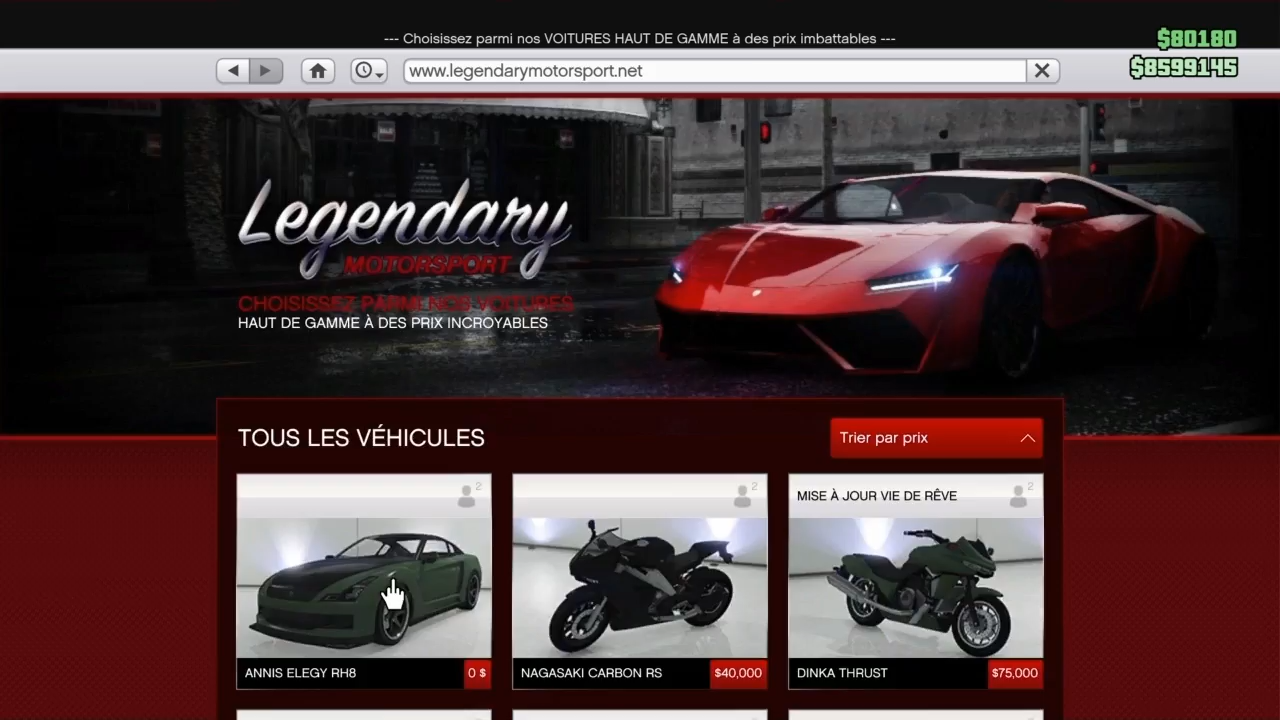 --- Choisissez parmi nos VOITURES HAUT DE GAMME à des prix imbattables ---
$80180
www.legendarymotorsport.net
$8599145
Legendary
MOTORSPORT
CHOISISSEZ PARMI NOS VOITURES
HAUT DE GAMME À DES PRIX INCROYABLES
TOUS LES VÉHICULES
Trier par prix
2
2
MISE À JOUR VIE DE RÊVE
2
ANNIS ELEGY RH8
0 $
NAGASAKI CARBON RS
$40,000
DINKA THRUST
$75,000